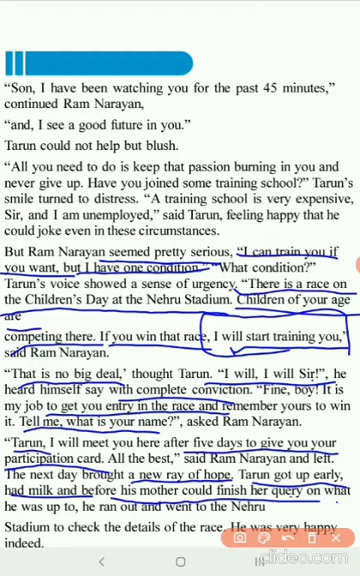 “Son, I have been watching you for the past 45 minutes,”
continued Ram Narayan,
“and, I see a good future in you.”
Tarun could not help but blush.
“All you need to do is keep that passion burning in you and
never give up. Have you joined some training school?” Tarun’s
smile turned to distress. “A training school is very expensive,
Sir, and I am unemployed,” said Tarun, feeling happy that he
could joke even in these circumstances.
But Ram Narayan seemed pretty serious, “I can train you if
you want, but I have one condition.” “What condition?”
Tarun’s voice showed a sense of urgency. “There is a race on
the Children’s Day at the Nehru Stadium. Children of your age
are
competing there. If you win that race, I will start training you,”
said Ram Narayan.
“That is no big deal,’ thought Tarun. “I will, I will Sir!”, he
heard himself say with complete conviction. “Fine, boy! It is
my job to get you entry in the race and remember yours to win
it. Tell me, what is your name?”, asked Ram Narayan.
“Tarun, I will meet you here after five days to give you your
participation card. All the best,” said Ram Narayan and left.
The next day brought a new ray of hope. Tarun got up early,
had milk and before his mother could finish her query on what
he was up to, he ran out and went to the Nehru
Stadium to check the details of the race. He was very happy
indeed.
clideo.com